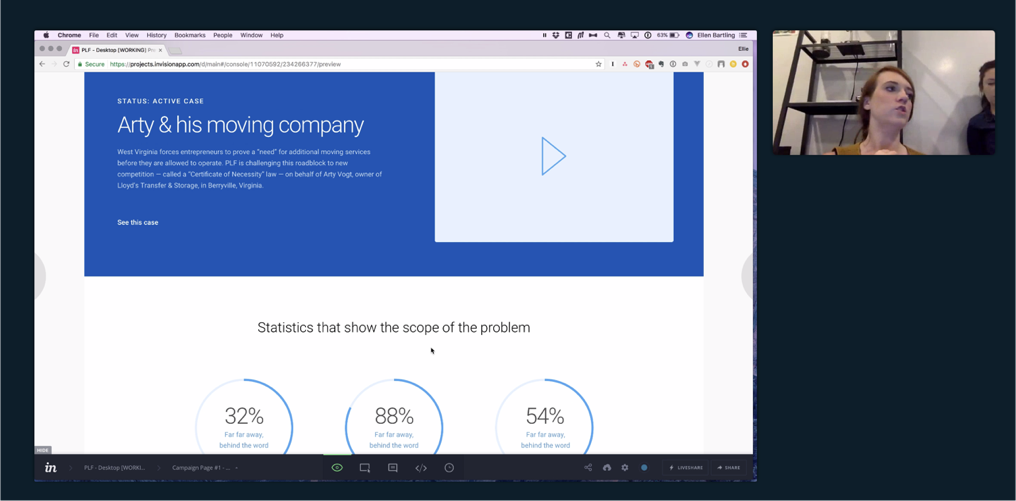 Chrome File Edit View History Bookmarks People Window Help 63% Ellen Bartling
PLF - Desktop [WORKING] Pr
Elle
Secure https://projects.invisionapp.com/d/main#/console/11070592/234266377/preview
STATUS: ACTIVE CASE
Arty & his moving company
West Virginia forces entrepreneurs to prove a "need" for additional moving services
before they are allowed to operate. PLF is challenging this roadblock to new
competition — called a "Certificate of Necessity" law — on behalf of Arty Vogt, owner of
Lloyd's Transfer & Storage, in Berryville, Virginia.
See this case
Statistics that show the scope of the problem
32% 88% 54%
Far far away, Far far away, Far far away,
behind the word behind the word behind the word
HIDE
in PLF - Desktop [WORKI... Campaign Page #1 - ... LIVESHARE SHARE